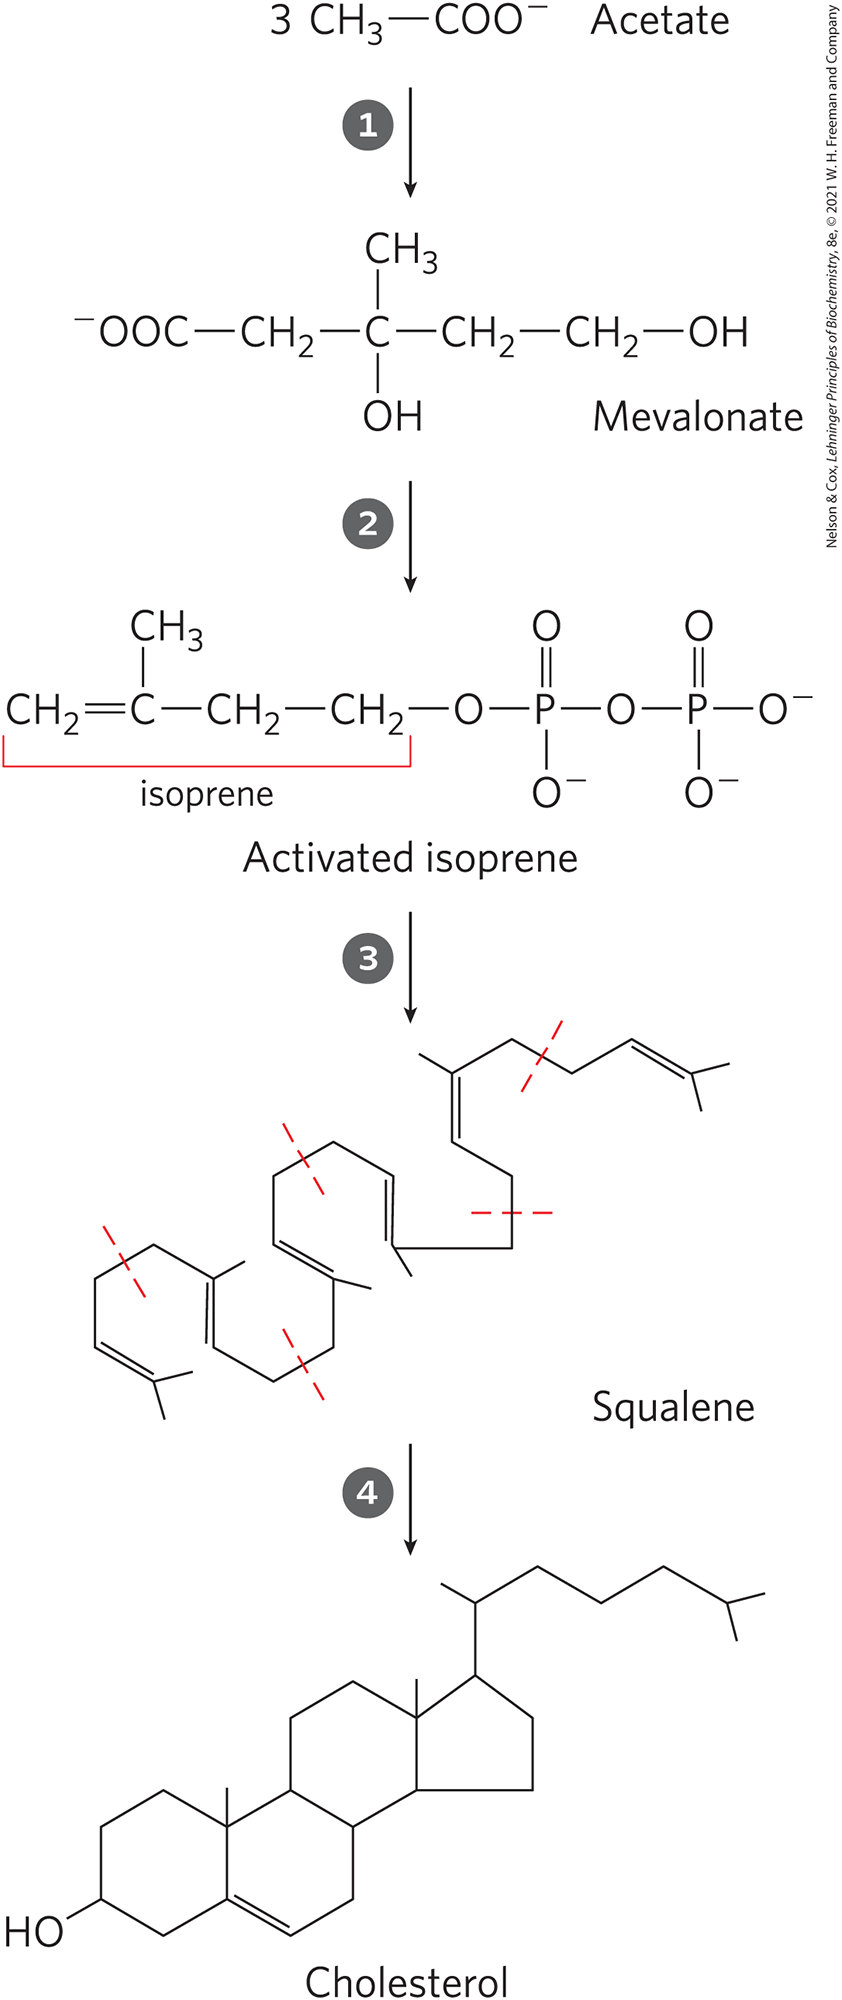 3 CH₃—COO⁻ Acetate
1
CH₃
⁻OOC—CH₂—C—CH₂—CH₂—OH
OH
Mevalonate
2
CH₃ O O
CH₂=C—CH₂—CH₂—O—P—O—P—O⁻
O⁻ O⁻
isoprene
Activated isoprene
3
Squalene
4
HO
Cholesterol
Nelson & Cox, Lehninger Principles of Biochemistry, 8e, © 2021 W. H. Freeman and Company